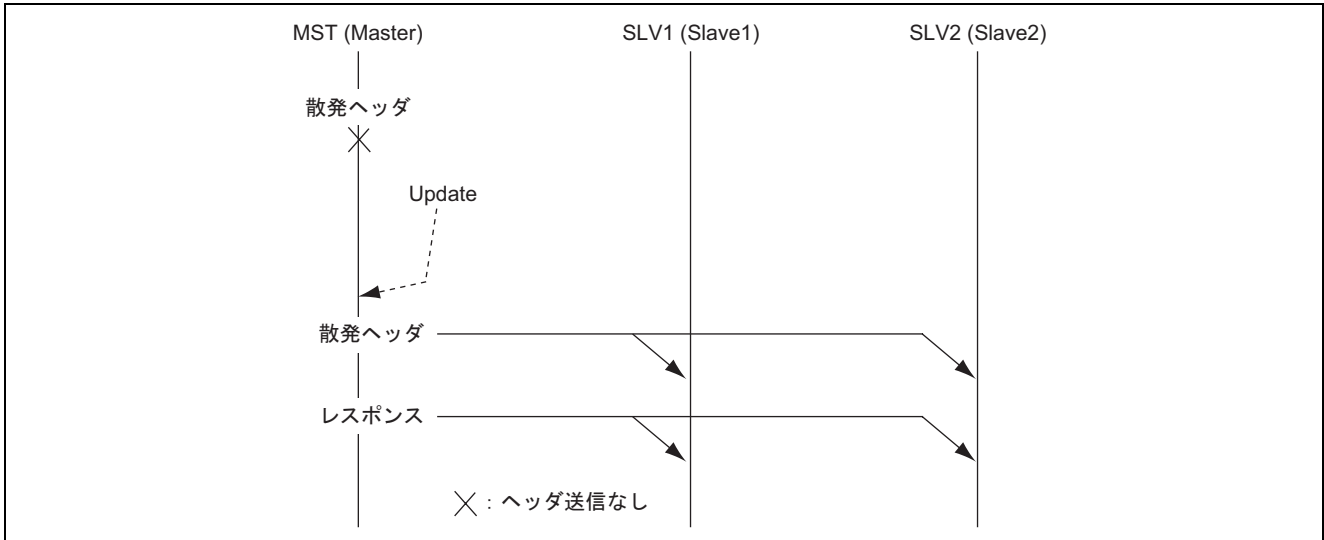 MST (Master) SLV1 (Slave1) SLV2 (Slave2)
散発ヘッダ
Update
散発ヘッダ
レスポンス
：ヘッダ送信なし